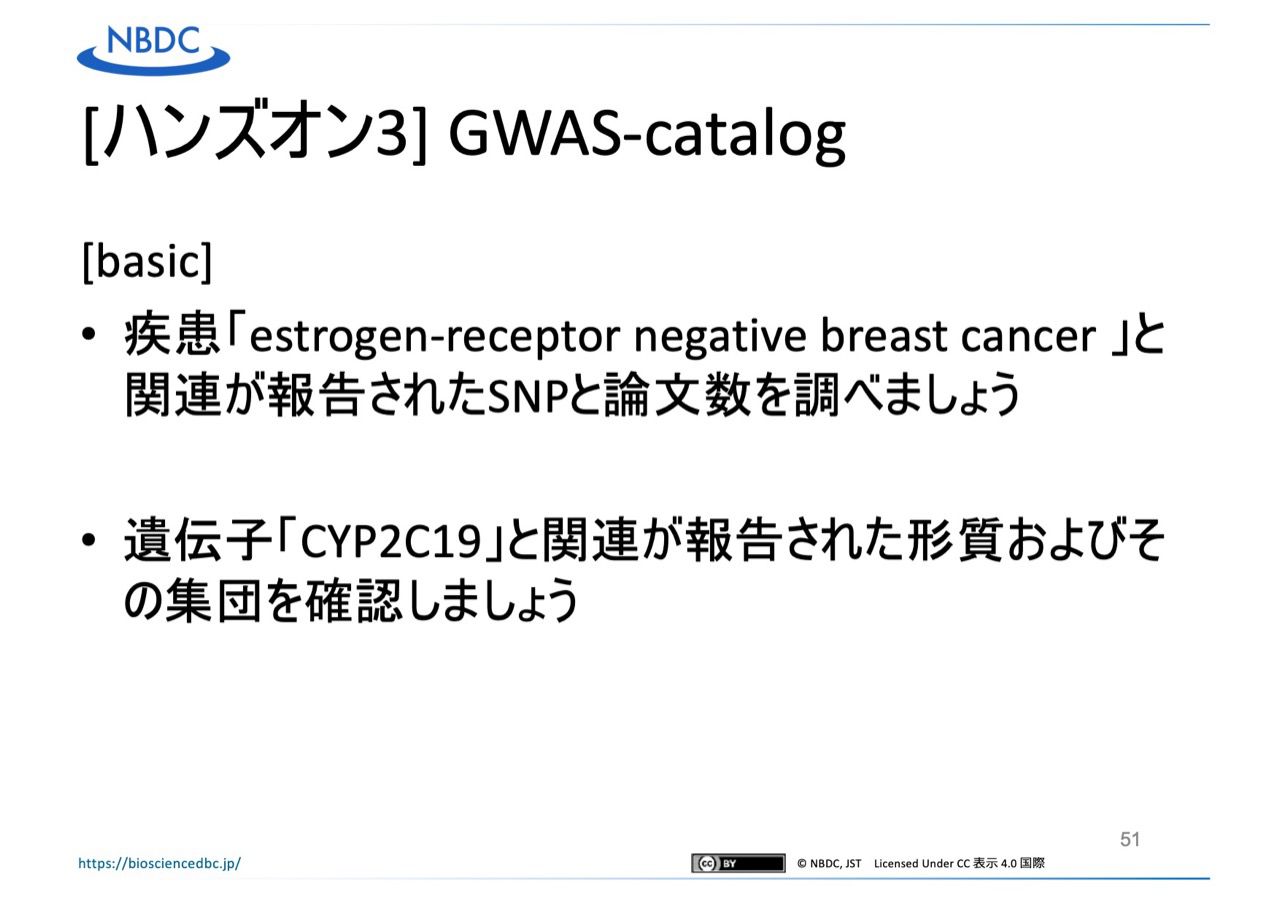 NBDC
[ハンズオン3] GWAS-catalog
[basic]
• 疾患「estrogen-receptor negative breast cancer 」と
関連が報告されたSNPと論文数を調べましょう
• 遺伝子「CYP2C19」と関連が報告された形質およびそ
の集団を確認しましょう
51
https://biosciencedbc.jp/
cc BY © NBDC, JST Licensed Under CC 表示 4.0 国際